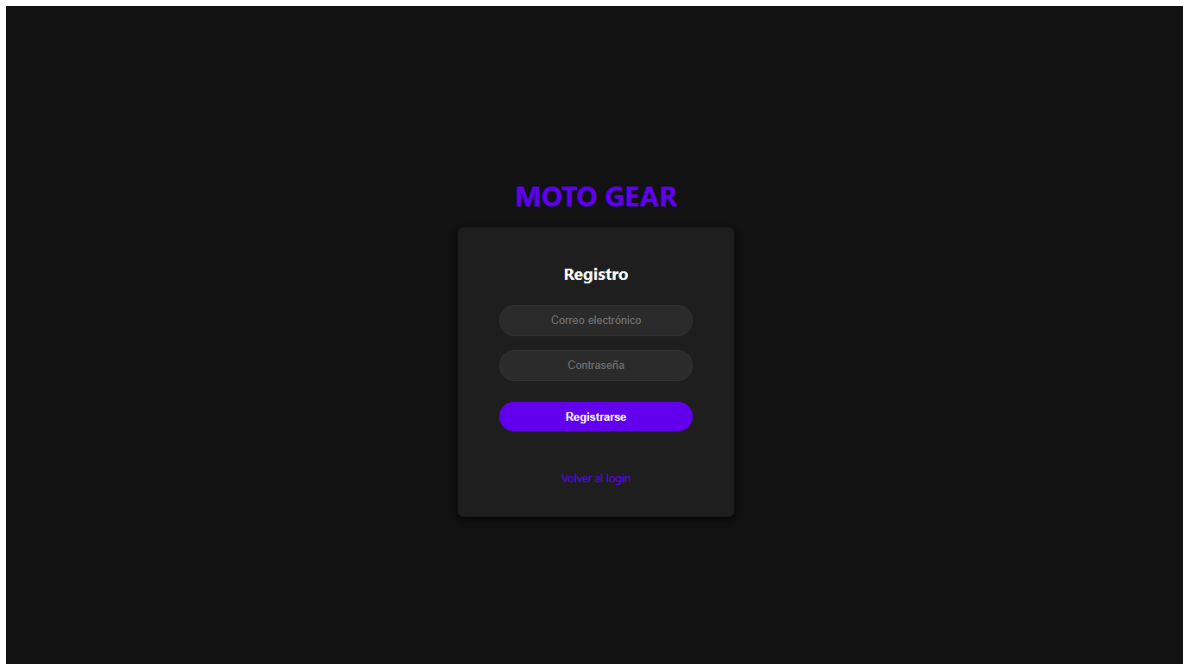 MOTO GEAR
Registro
Correo electrónico
Contraseña
Registrarse
Volver al login